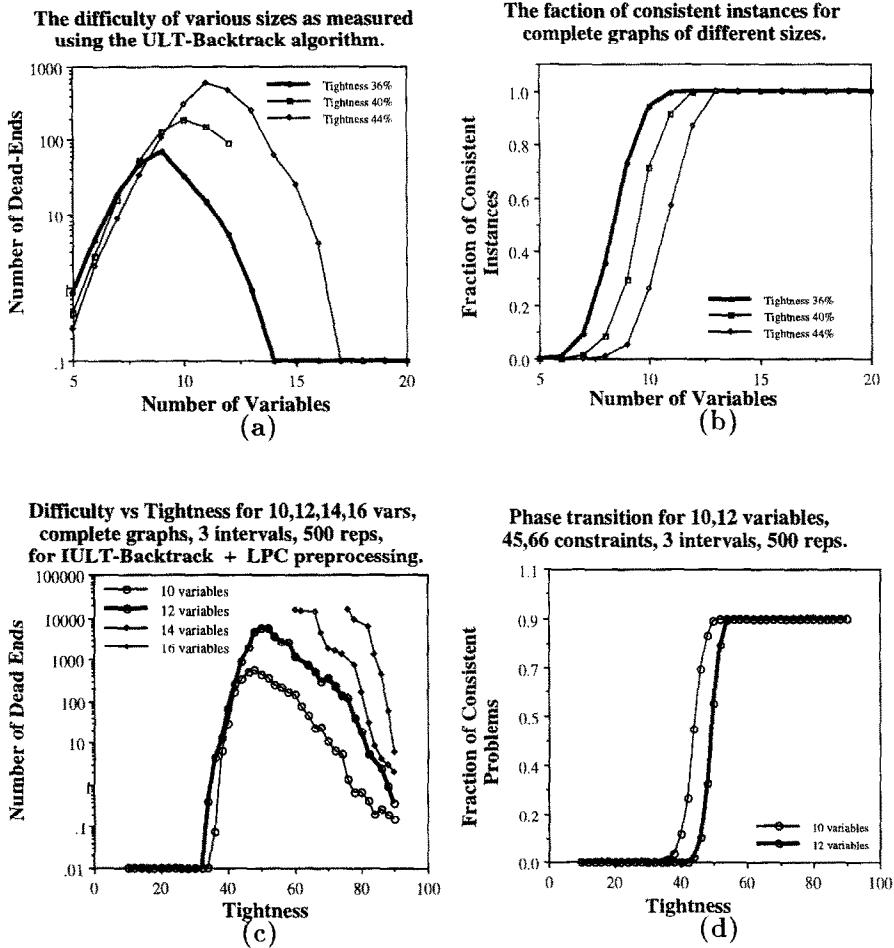 The difficulty of various sizes as measured
using the ULT-Backtrack algorithm.
1000
100
10
1
.1
5
10
15
20
Number of Dead-Ends
Tightness 36%
Tightness 40%
Tightness 44%
Number of Variables
(a)
The faction of consistent instances for
complete graphs of different sizes.
1.0
0.8
0.6
0.4
0.2
0.0
5
10
15
20
Fraction of Consistent
Instances
Tightness 36%
Tightness 40%
Tightness 44%
Number of Variables
(b)
Difficulty vs Tightness for 10,12,14,16 vars,
complete graphs, 3 intervals, 500 reps,
for IULT-Backtrack + LPC preprocessing.
100000
10000
1000
100
10
1
.1
.01
0
20
40
60
80
100
Number of Dead Ends
10 variables
12 variables
14 variables
16 variables
Tightness
(c)
Phase transition for 10,12 variables,
45,66 constraints, 3 intervals, 500 reps.
1.1
0.9
0.7
0.5
0.4
0.2
0.0
0
20
40
60
80
100
Fraction of Consistent
Problems
10 variables
12 variables
Tightness
(d)